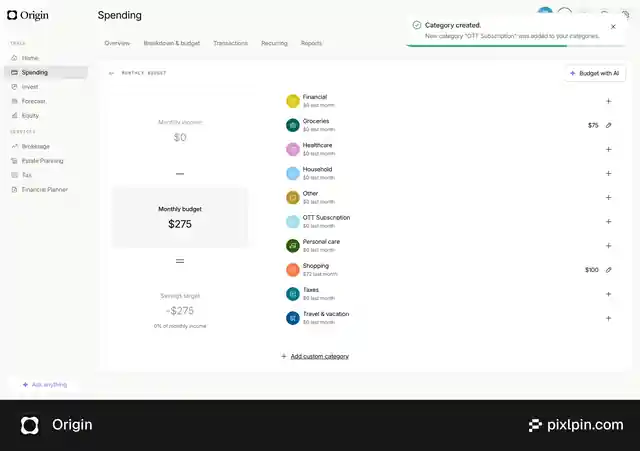 Origin
Spending
Category created.
New category "OTT Subscription" was added to your categories.
Overview
Breakdown & budget
Transactions
Recurring
Reports
TOOLS
Home
Spending
Invest
Forecast
Equity
SERVICES
Brokerage
Estate Planning
Tax
Financial Planner
Ask anything
MONTHLY BUDGET
Budget with AI
Monthly income
$0
Monthly budget
$275
=
Savings target
-$275
0% of monthly income
Financial
$0 last month
Groceries
$0 last month
$75
Healthcare
$0 last month
Household
$0 last month
Other
$0 last month
OTT Subscription
$0 last month
Personal care
$0 last month
Shopping
$72 last month
$100
Taxes
$0 last month
Travel & vacation
$0 last month
+ Add custom category
Origin
pixlpin.com